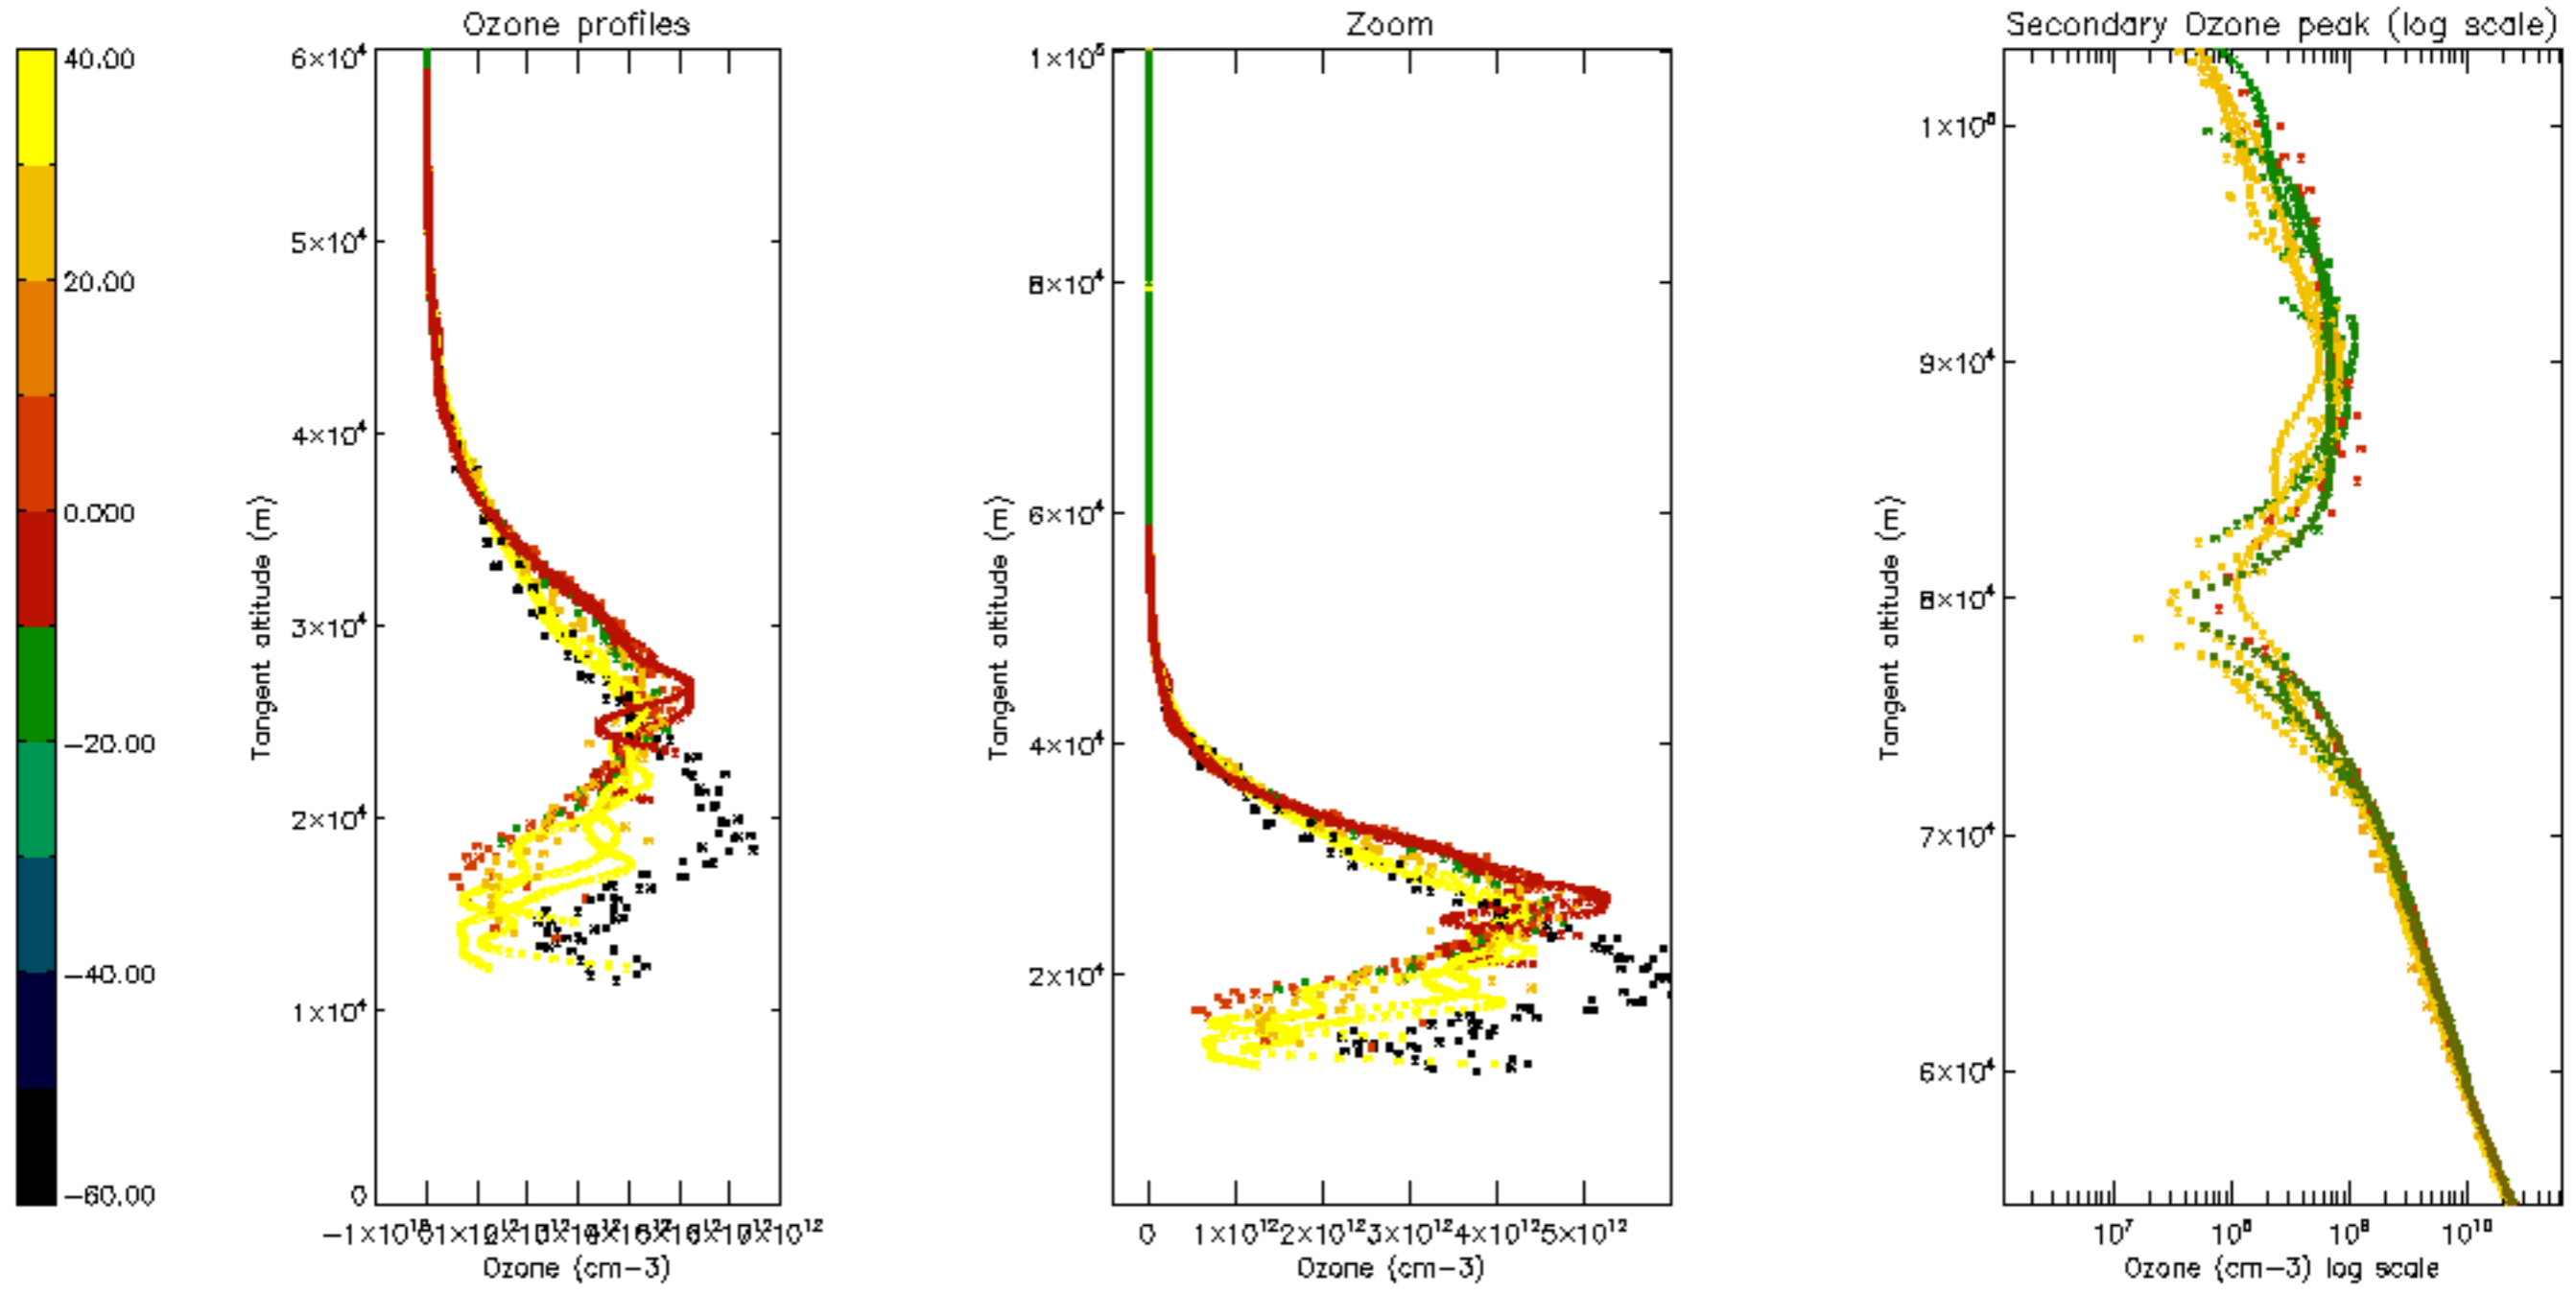 Ozone profiles
Zoom
Secondary Ozone peak (log scale)
40.00
20.00
0.000
−20.00
−40.00
−60.00
6×10⁴
5×10⁴
4×10⁴
3×10⁴
2×10⁴
1×10⁴
0
Tangent altitude (m)
Ozone (cm−3)
1×10⁵
8×10⁴
6×10⁴
4×10⁴
2×10⁴
Tangent altitude (m)
0 1×10¹² 2×10¹² 3×10¹² 4×10¹² 5×10¹²
Ozone (cm−3)
1×10⁵
9×10⁴
8×10⁴
7×10⁴
6×10⁴
Tangent altitude (m)
10⁷ 10⁸ 10⁹ 10¹⁰
Ozone (cm−3) log scale